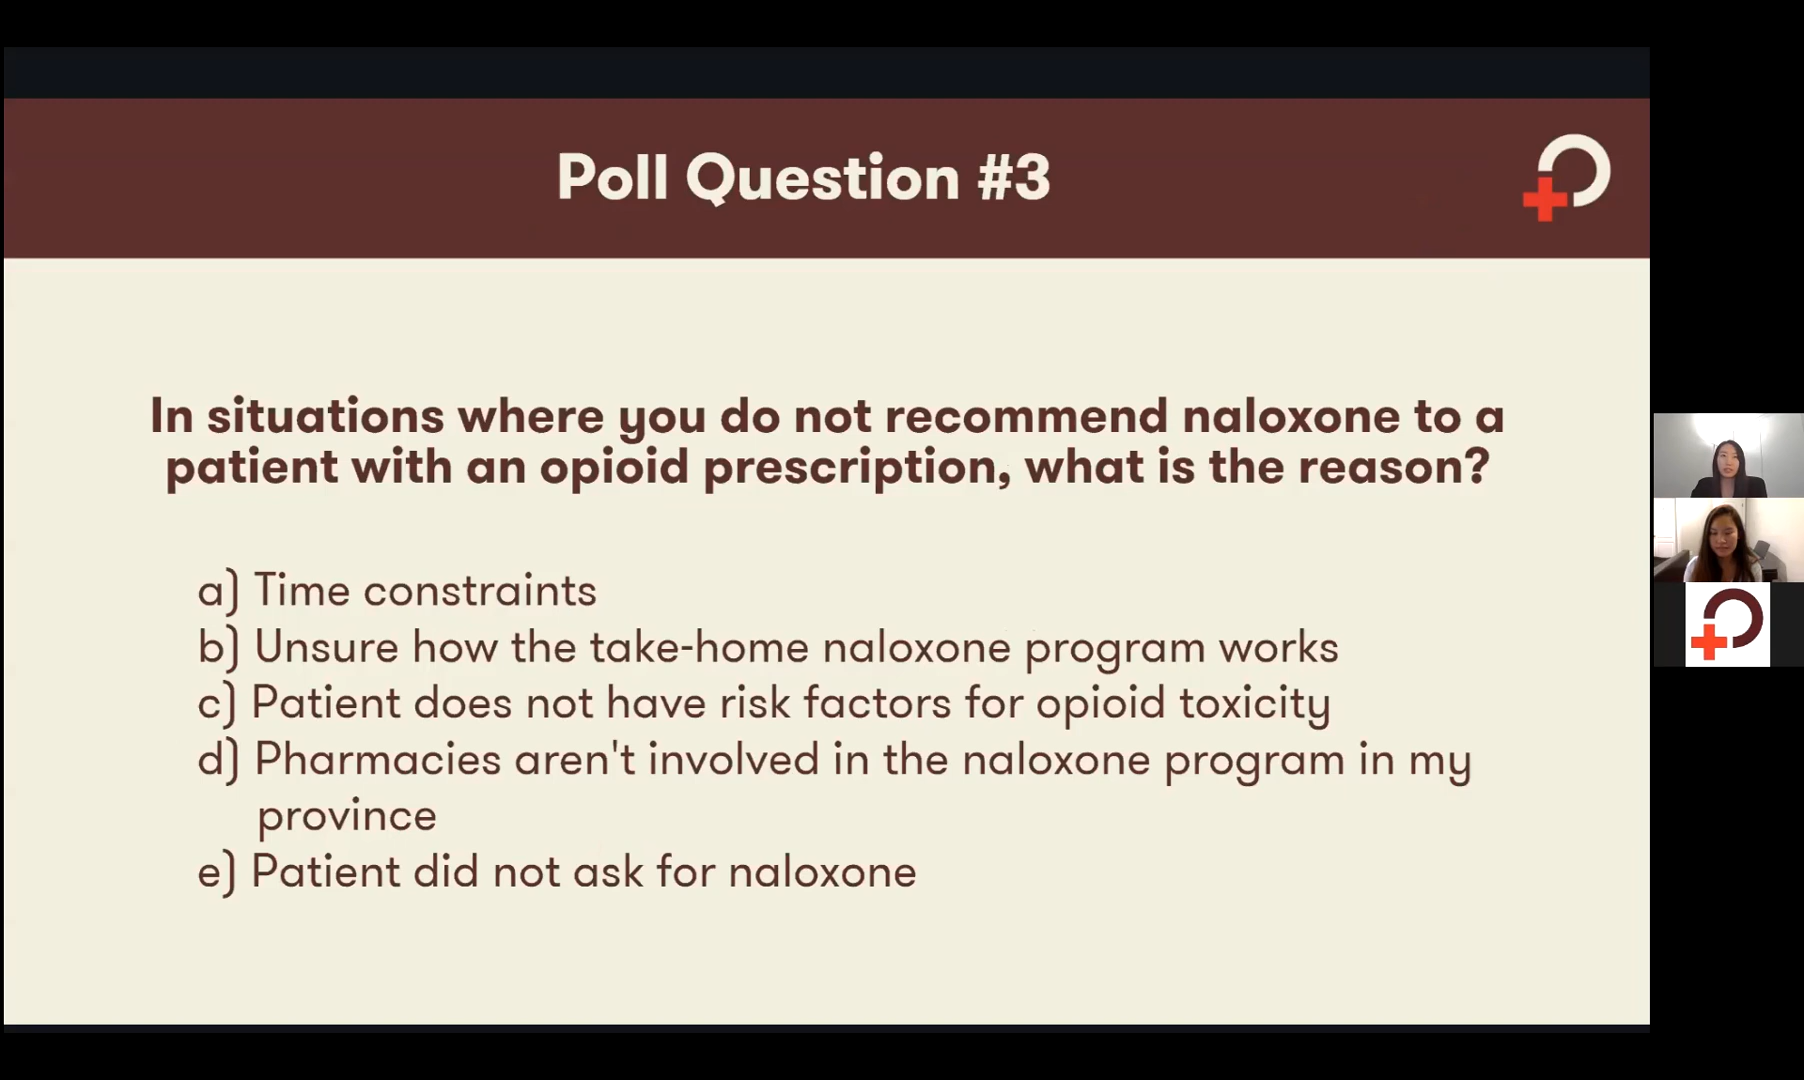 Poll Question #3
In situations where you do not recommend naloxone to a
patient with an opioid prescription, what is the reason?
a) Time constraints
b) Unsure how the take-home naloxone program works
c) Patient does not have risk factors for opioid toxicity
d) Pharmacies aren't involved in the naloxone program in my
province
e) Patient did not ask for naloxone